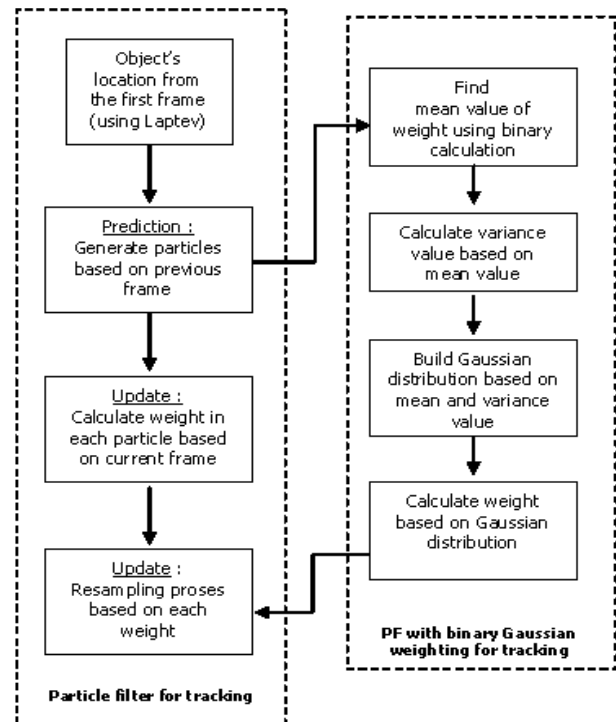 Object's
location from
the first frame
(using Laptev)
Prediction :
Generate particles
based on previous
frame
Update :
Calculate weight in
each particle based
on current frame
Update :
Resampling proses
based on each
weight
Particle filter for tracking
Find
mean value of
weight using binary
calculation
Calculate variance
value based on
mean value
Build Gaussian
distribution based on
mean and variance
value
Calculate weight
based on Gaussian
distribution
PF with binary Gaussian
weighting for tracking